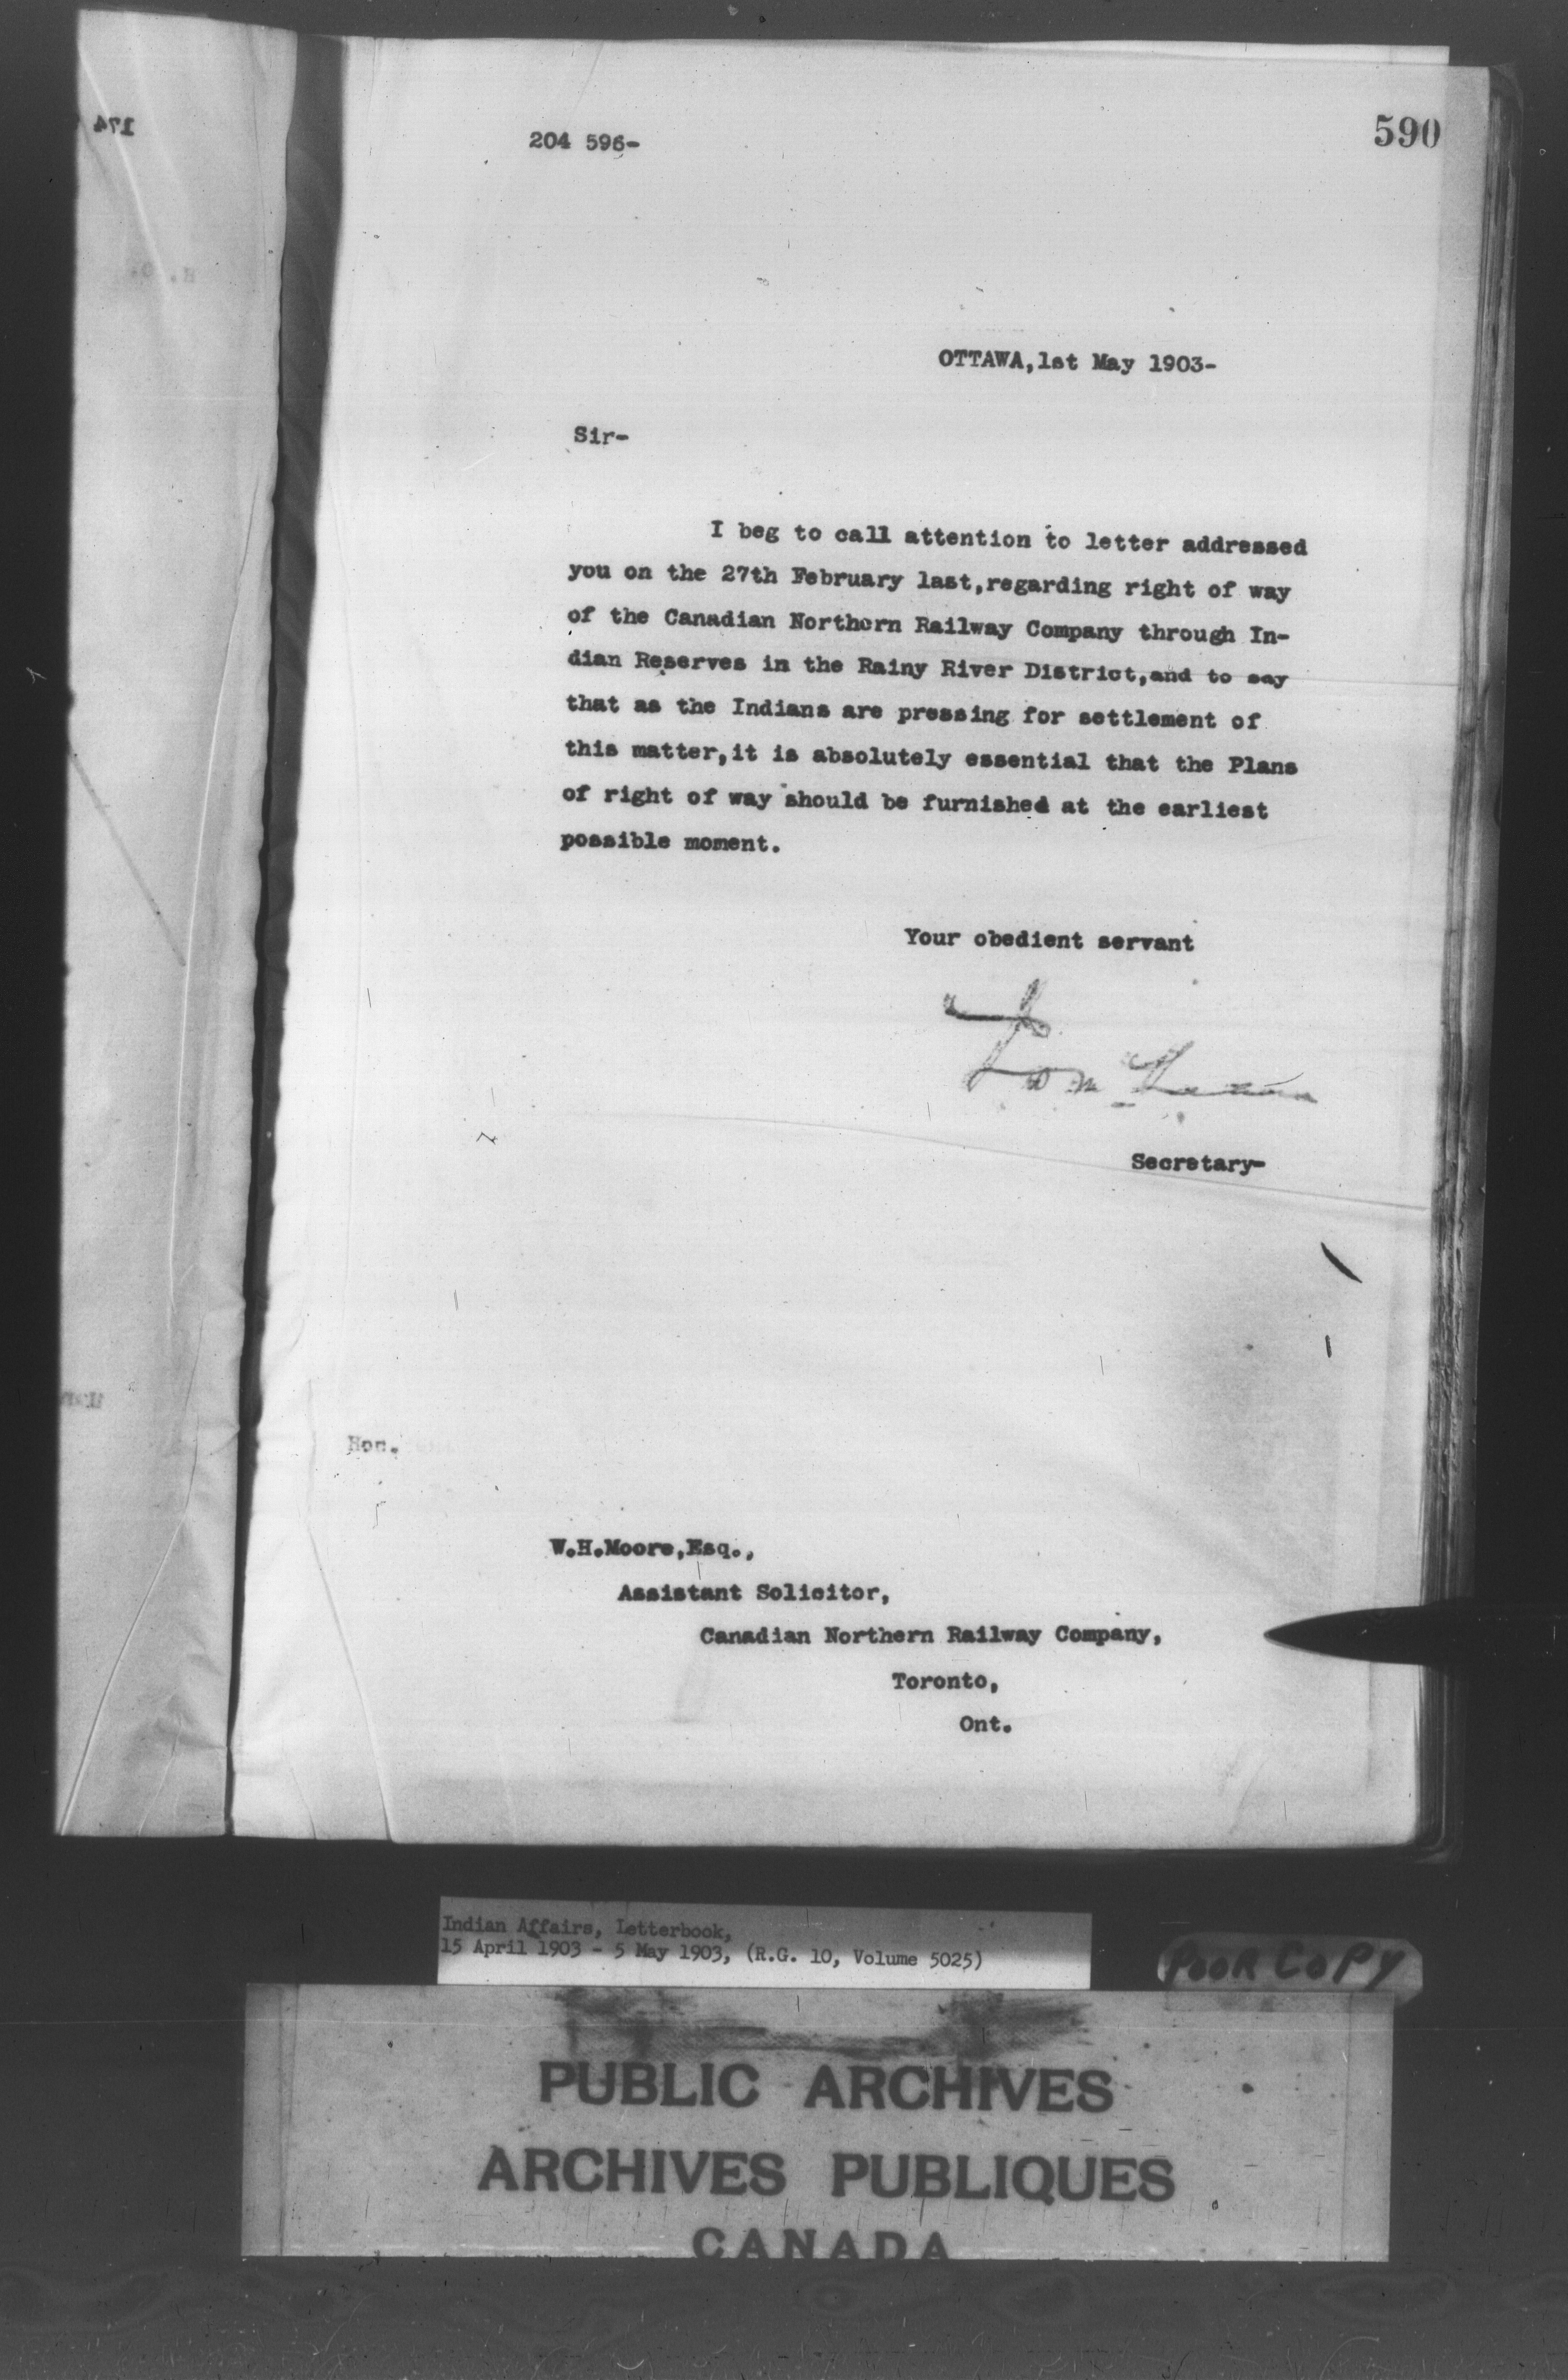 204 596-
590
OTTAWA,1st May 1903-
Sir-
I beg to call attention to letter addressed
you on the 27th February last,regarding right of way
of the Canadian Northern Railway Company through In-
dian Reserves in the Rainy River District,and to say
that as the Indians are pressing for settlement of
this matter,it is absolutely essential that the Plans
of right of way should be furnished at the earliest
possible moment.
Your obedient servant
Secretary-
Hon.
W.H.Moore,Esq.,
Assistant Solicitor,
Canadian Northern Railway Company,
Toronto,
Ont.
Indian Affairs, Letterbook,
15 April 1903 - 5 May 1903, (R.G. 10, Volume 5025)
POOR COPY
PUBLIC ARCHIVES
ARCHIVES PUBLIQUES
CANADA